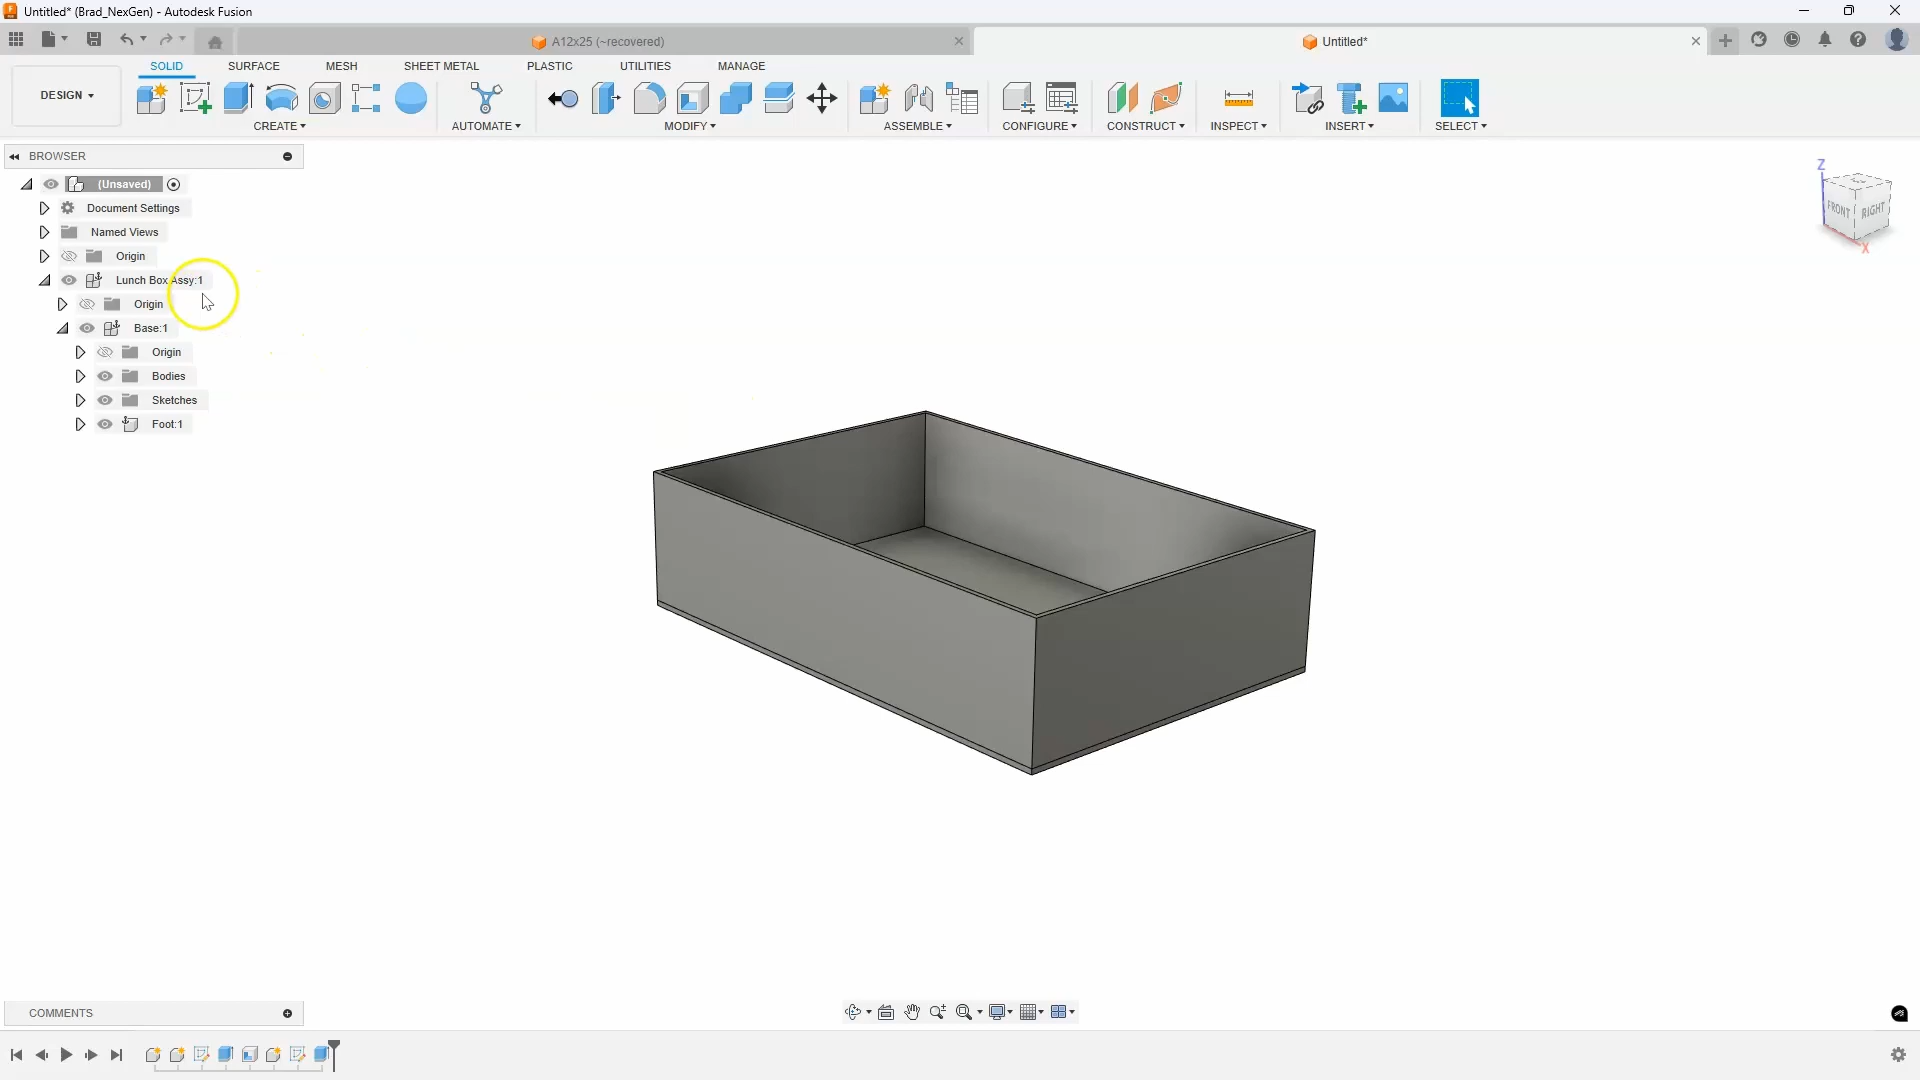 Untitled* (Brad_NexGen) - Autodesk Fusion
A12x25 (~recovered)
Untitled*
DESIGN
SOLID
SURFACE
MESH
SHEET METAL
PLASTIC
UTILITIES
MANAGE
CREATE
AUTOMATE
MODIFY
ASSEMBLE
CONFIGURE
CONSTRUCT
INSPECT
INSERT
SELECT
BROWSER
(Unsaved)
Document Settings
Named Views
Origin
Lunch Box Assy:1
Origin
Base:1
Origin
Bodies
Sketches
Foot:1
Z
FRONT
RIGHT
X
COMMENTS